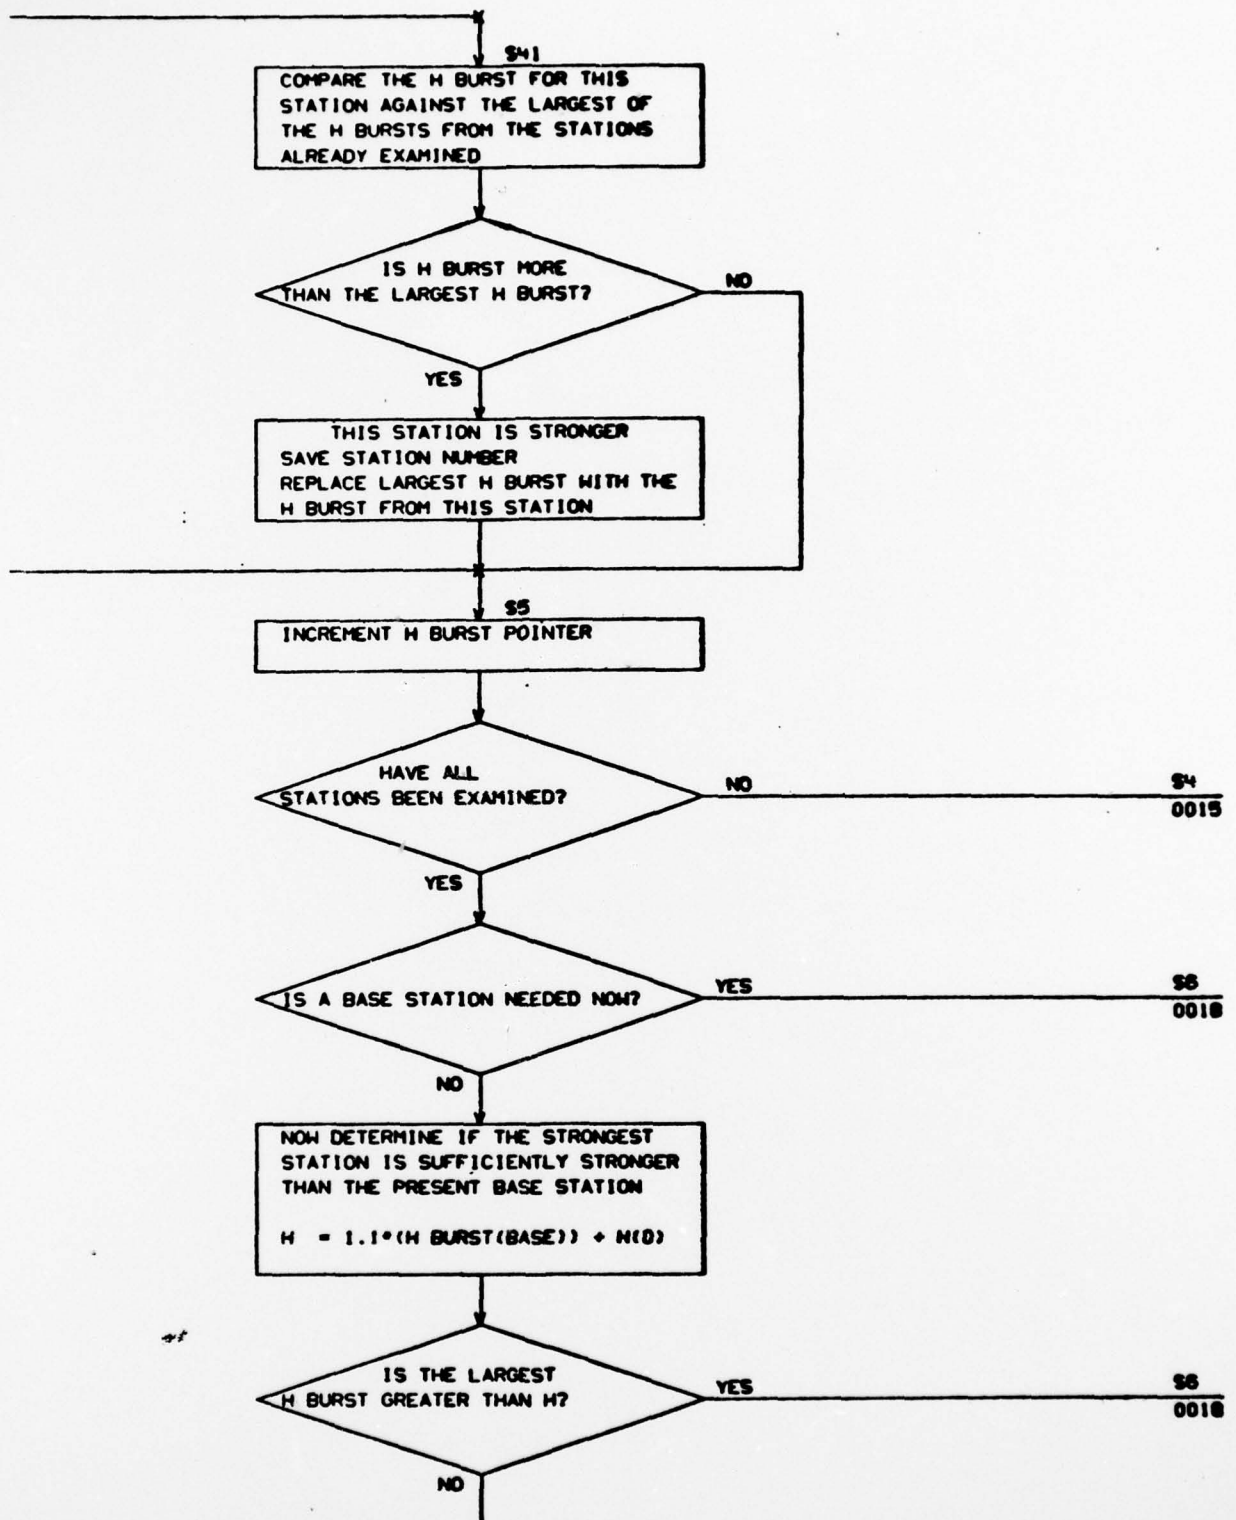 S41
COMPARE THE H BURST FOR THIS
STATION AGAINST THE LARGEST OF
THE H BURSTS FROM THE STATIONS
ALREADY EXAMINED
IS H BURST MORE
THAN THE LARGEST H BURST?
NO
YES
THIS STATION IS STRONGER
SAVE STATION NUMBER
REPLACE LARGEST H BURST WITH THE
H BURST FROM THIS STATION
S5
INCREMENT H BURST POINTER
HAVE ALL
STATIONS BEEN EXAMINED?
NO
S4
0015
YES
IS A BASE STATION NEEDED NOW?
YES
S6
0018
NO
NOW DETERMINE IF THE STRONGEST
STATION IS SUFFICIENTLY STRONGER
THAN THE PRESENT BASE STATION
H = 1.1*(H BURST(BASE)) + H(0)
IS THE LARGEST
H BURST GREATER THAN H?
YES
S6
0018
NO